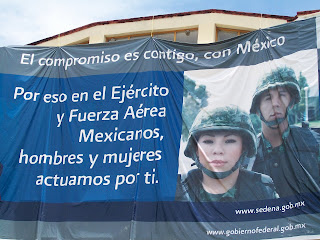 El compromiso es contigo, con México
Por eso en el Ejército
y Fuerza Aérea
Mexicanos,
hombres y mujeres
actuamos por ti.
www.sedena.gob.mx
www.gobiernofederal.gob.mx